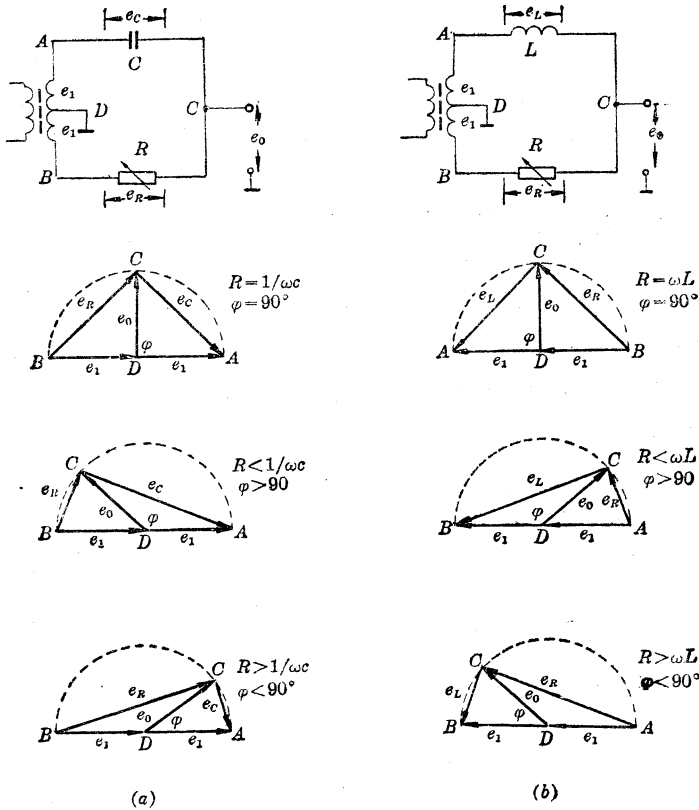 e_C
A
C
e_1
D
e_1
C
e_0
R
B
e_R
C
e_R
e_C
e_0
φ
B
e_1
D
e_1
A
R=1/ωc
φ=90°
C
e_R
e_C
e_0
φ
B
e_1
D
e_1
A
R<1/ωc
φ>90
C
e_R
e_0
e_C
φ
B
e_1
D
e_1
A
R>1/ωc
φ<90°
(a)
e_L
A
L
e_1
D
e_1
C
e_0
R
B
e_R
C
e_L
e_0
e_R
φ
A
e_1
D
e_1
B
R=ωL
φ=90°
C
e_L
e_0
e_R
φ
B
e_1
D
e_1
A
R<ωL
φ>90
C
e_L
e_0
e_R
φ
B
e_1
D
e_1
A
R>ωL
φ<90°
(b)